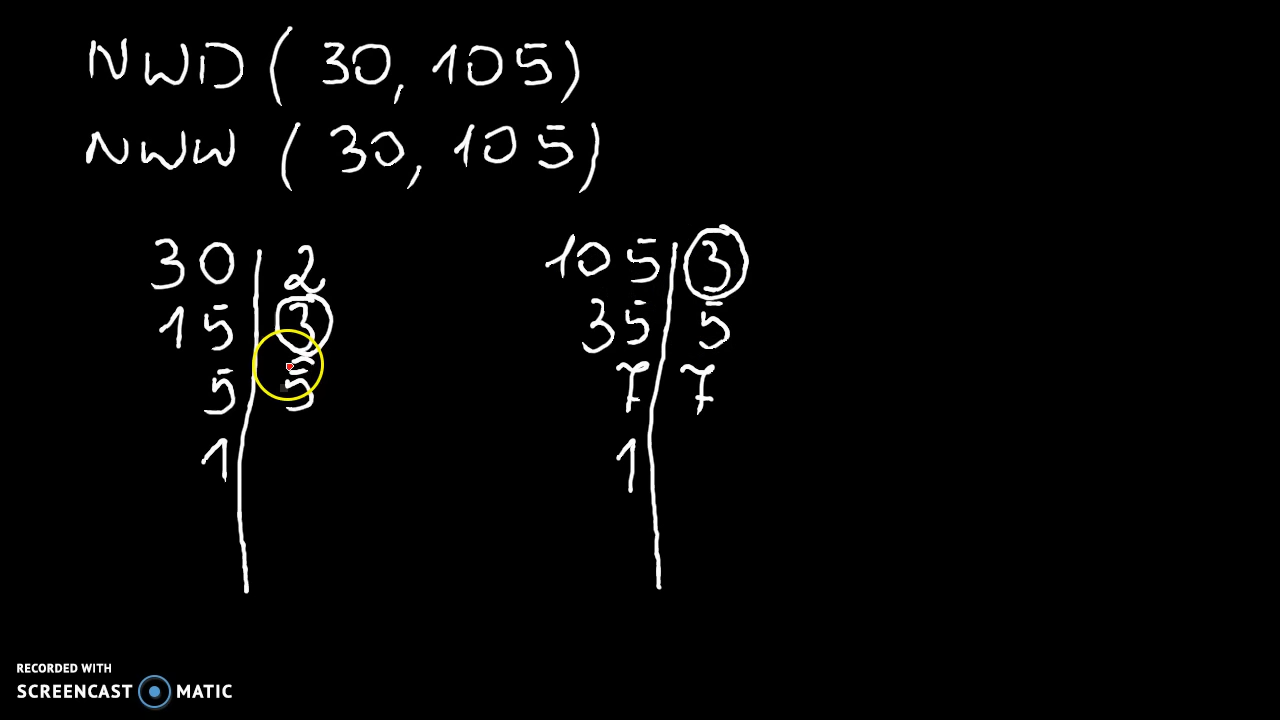 NWD ( 30, 105)
NWW ( 30, 105)
30 | 2
15 | 3
5 | 5
1 |
105 | 3
35 | 5
7 | 7
1 |
RECORDED WITH
SCREENCAST MATIC